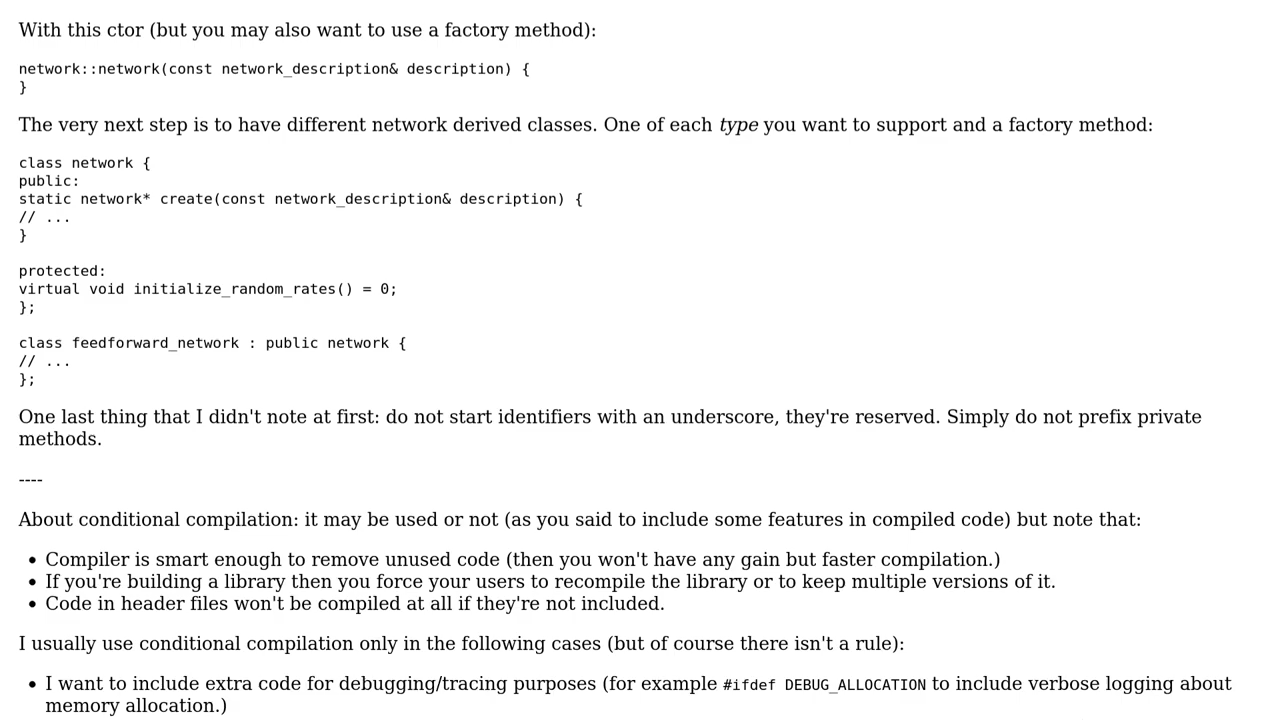 With this ctor (but you may also want to use a factory method):
network::network(const network_description& description) {
}
The very next step is to have different network derived classes. One of each type you want to support and a factory method:
class network {
public:
static network* create(const network_description& description) {
// ...
}
protected:
virtual void initialize_random_rates() = 0;
};
class feedforward_network : public network {
// ...
};
One last thing that I didn't note at first: do not start identifiers with an underscore, they're reserved. Simply do not prefix private
methods.
----
About conditional compilation: it may be used or not (as you said to include some features in compiled code) but note that:
• Compiler is smart enough to remove unused code (then you won't have any gain but faster compilation.)
• If you're building a library then you force your users to recompile the library or to keep multiple versions of it.
• Code in header files won't be compiled at all if they're not included.
I usually use conditional compilation only in the following cases (but of course there isn't a rule):
• I want to include extra code for debugging/tracing purposes (for example #ifdef DEBUG_ALLOCATION to include verbose logging about
memory allocation.)